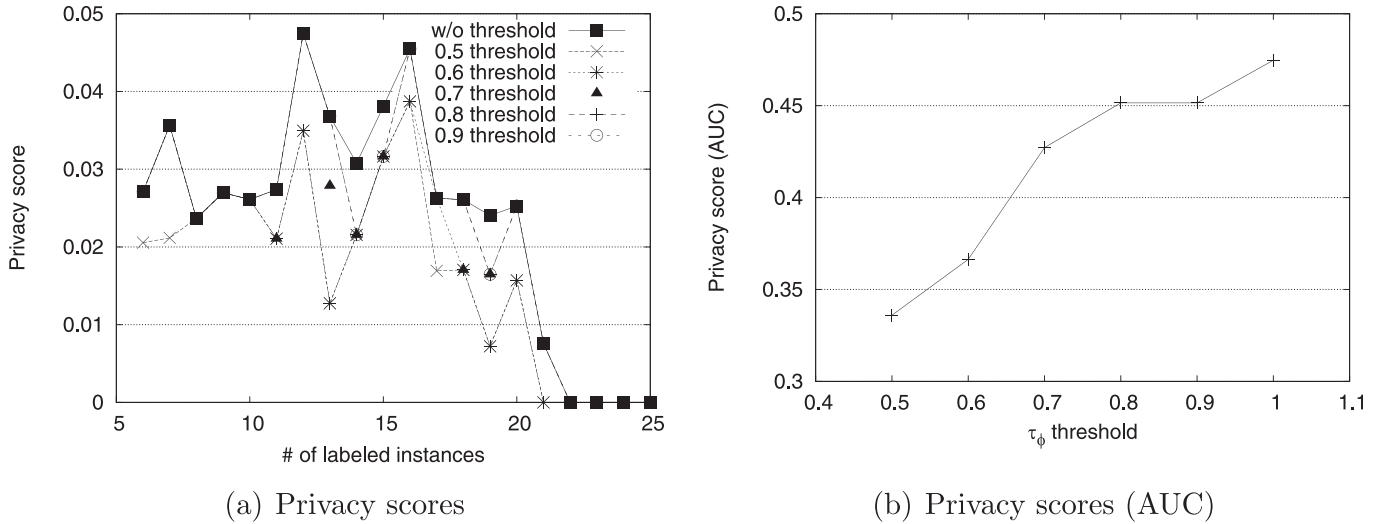 0.05
0.04
0.03
0.02
0.01
0
Privacy score
w/o threshold
0.5 threshold
0.6 threshold
0.7 threshold
0.8 threshold
0.9 threshold
5 10 15 20 25
# of labeled instances
(a) Privacy scores
0.5
0.45
0.4
0.35
0.3
Privacy score (AUC)
0.4 0.5 0.6 0.7 0.8 0.9 1 1.1
τϕ threshold
(b) Privacy scores (AUC)